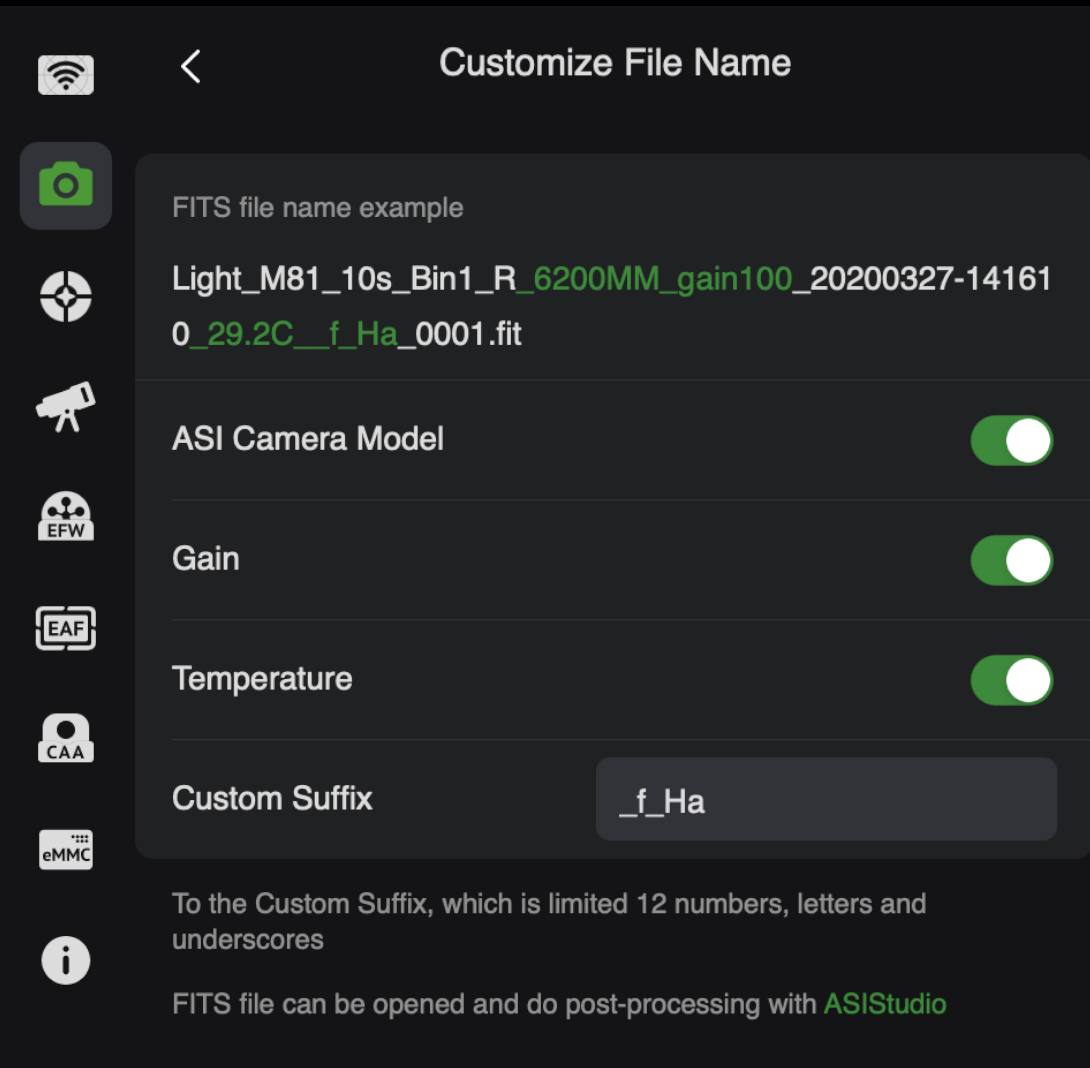 Customize File Name
FITS file name example
Light_M81_10s_Bin1_R_6200MM_gain100_20200327-14161
0_29.2C__f_Ha_0001.fit
ASI Camera Model
Gain
Temperature
Custom Suffix
_f_Ha
To the Custom Suffix, which is limited 12 numbers, letters and
underscores
FITS file can be opened and do post-processing with ASIStudio
EFW
EAF
CAA
eMMC